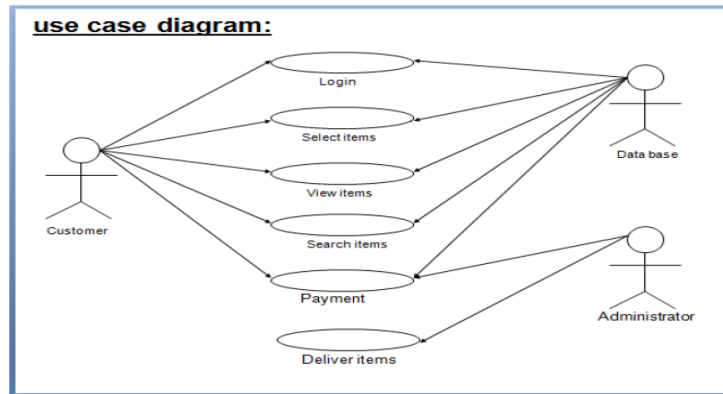 use case diagram:
Login
Select items
Data base
View items
Customer
Search items
Payment
Administrator
Deliver items